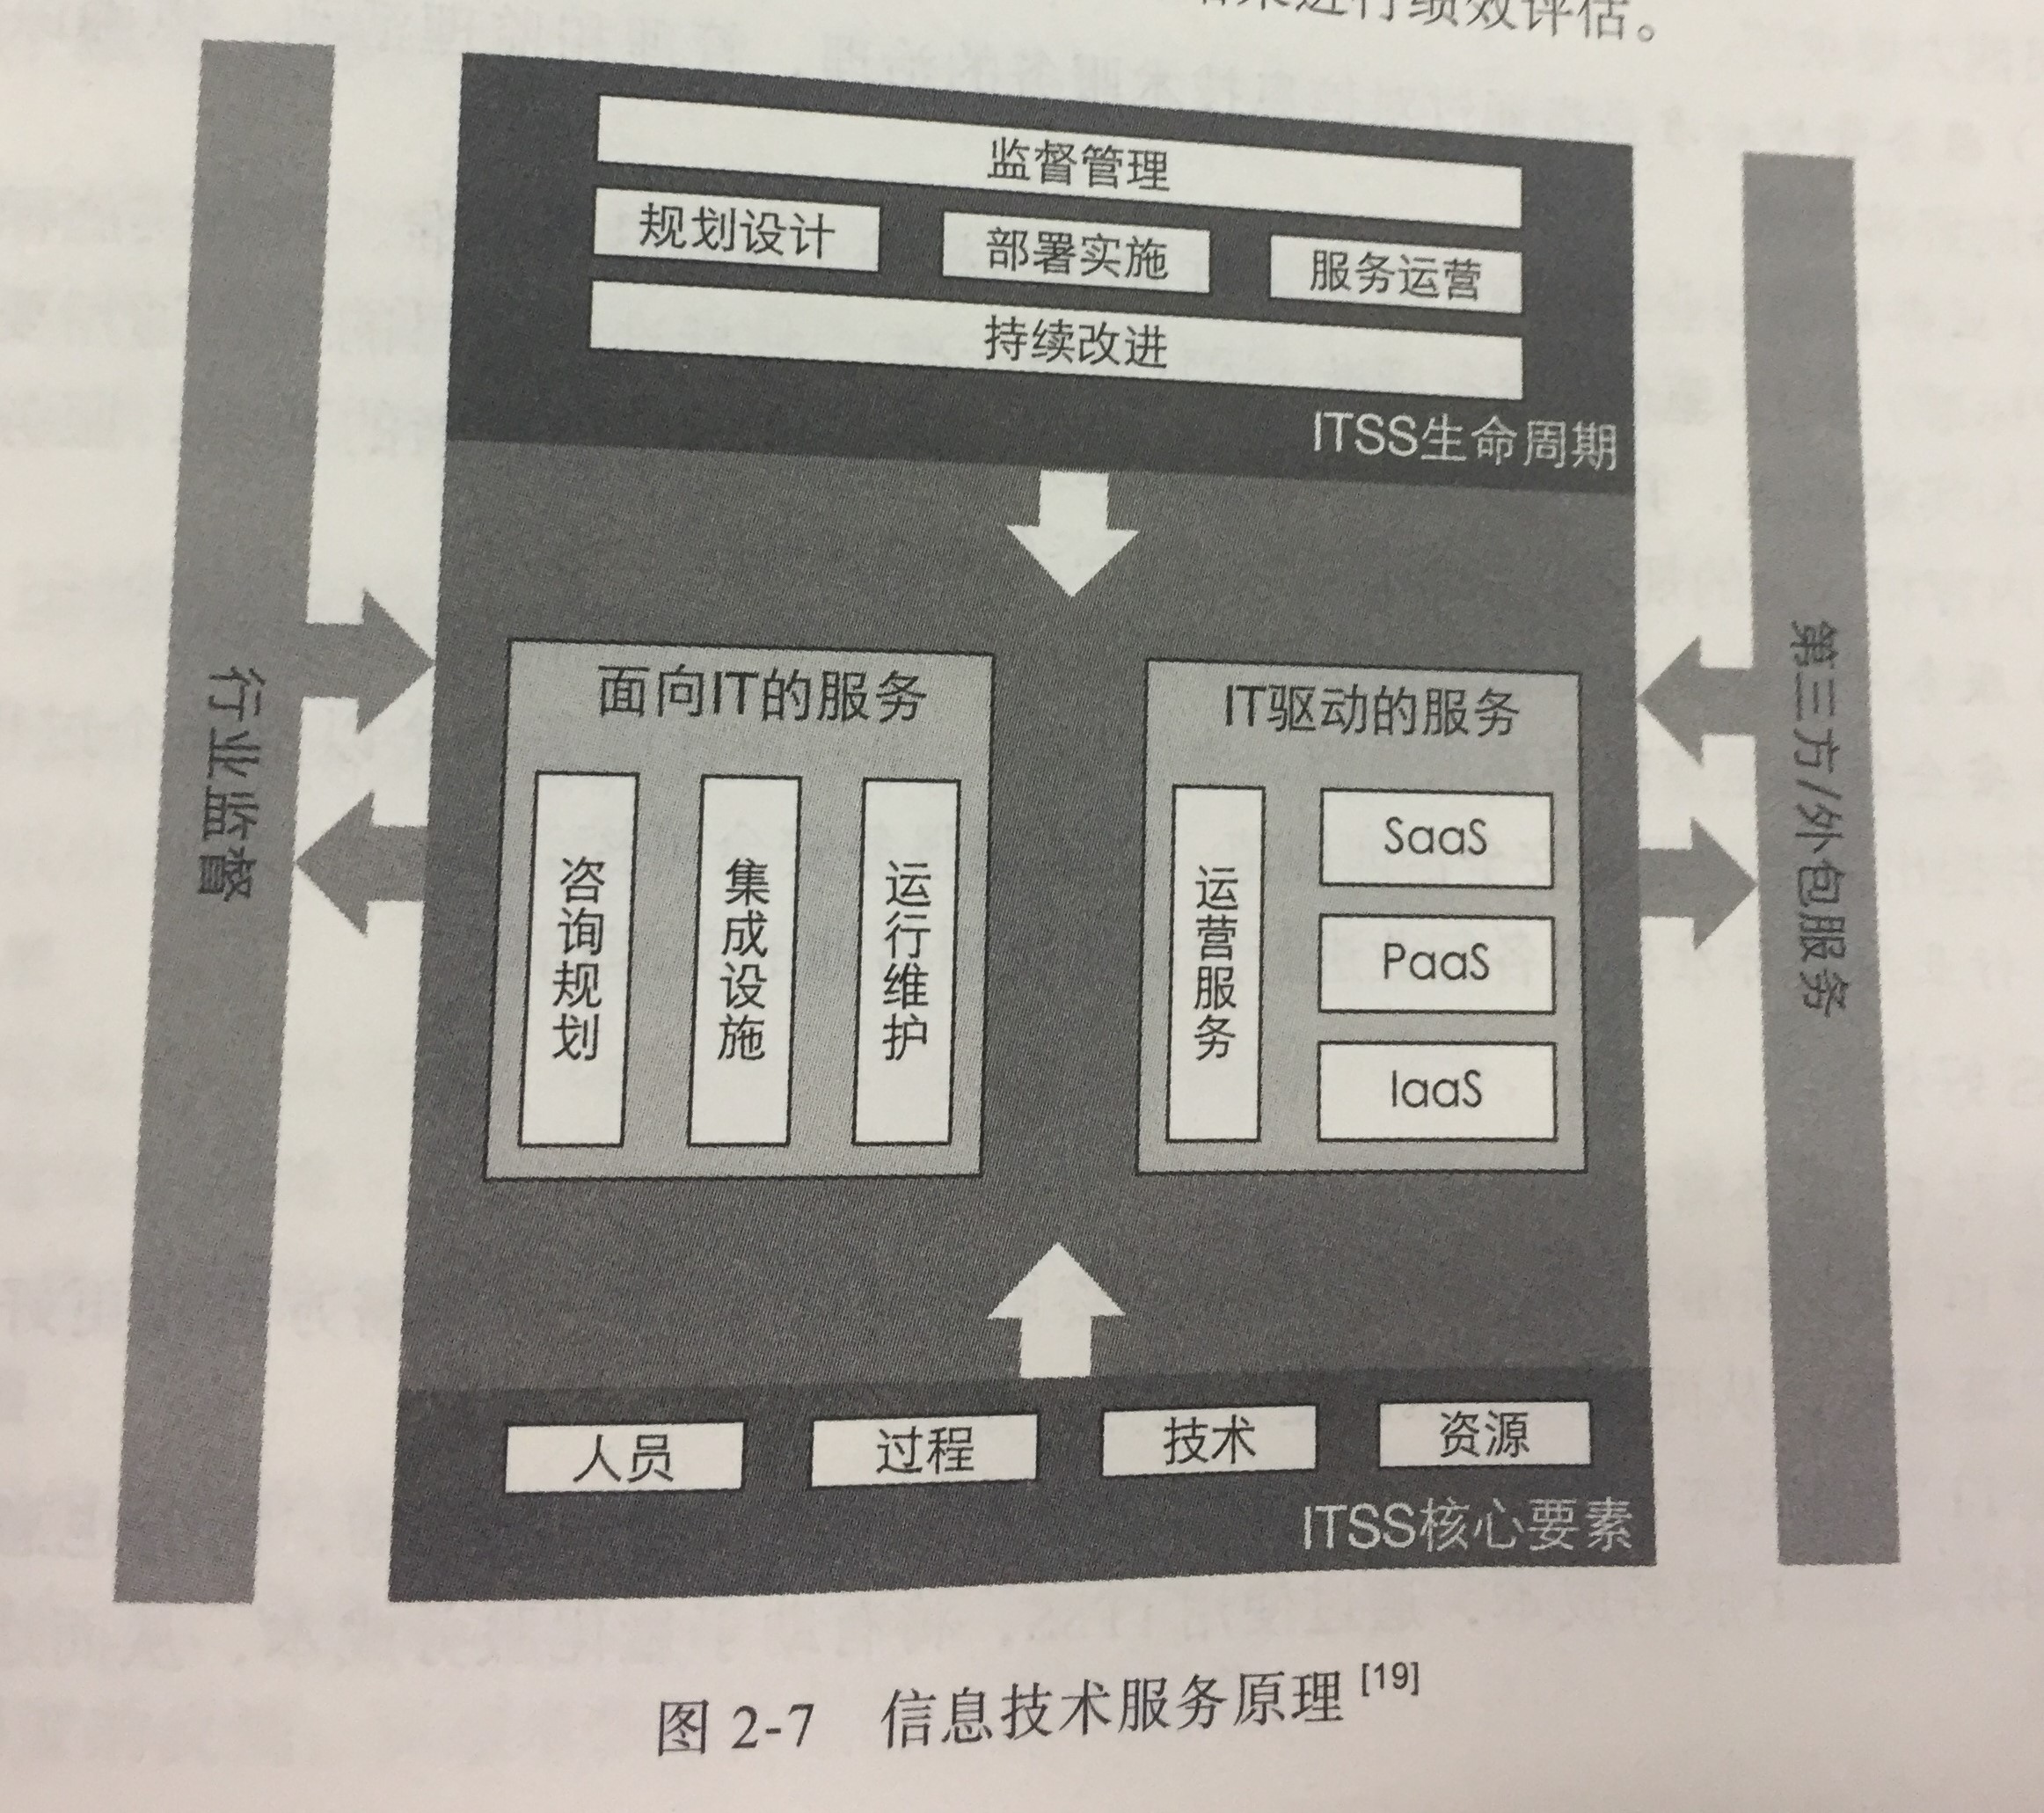 进行绩效评估。
监督管理
规划设计
部署实施
服务运营
持续改进
ITSS生命周期
行业监督
面向IT的服务
咨询规划
集成设施
运行维护
IT驱动的服务
运营服务
SaaS
PaaS
IaaS
第三方/外包服务
人员
过程
技术
资源
ITSS核心要素
图 2-7 信息技术服务原理[19]